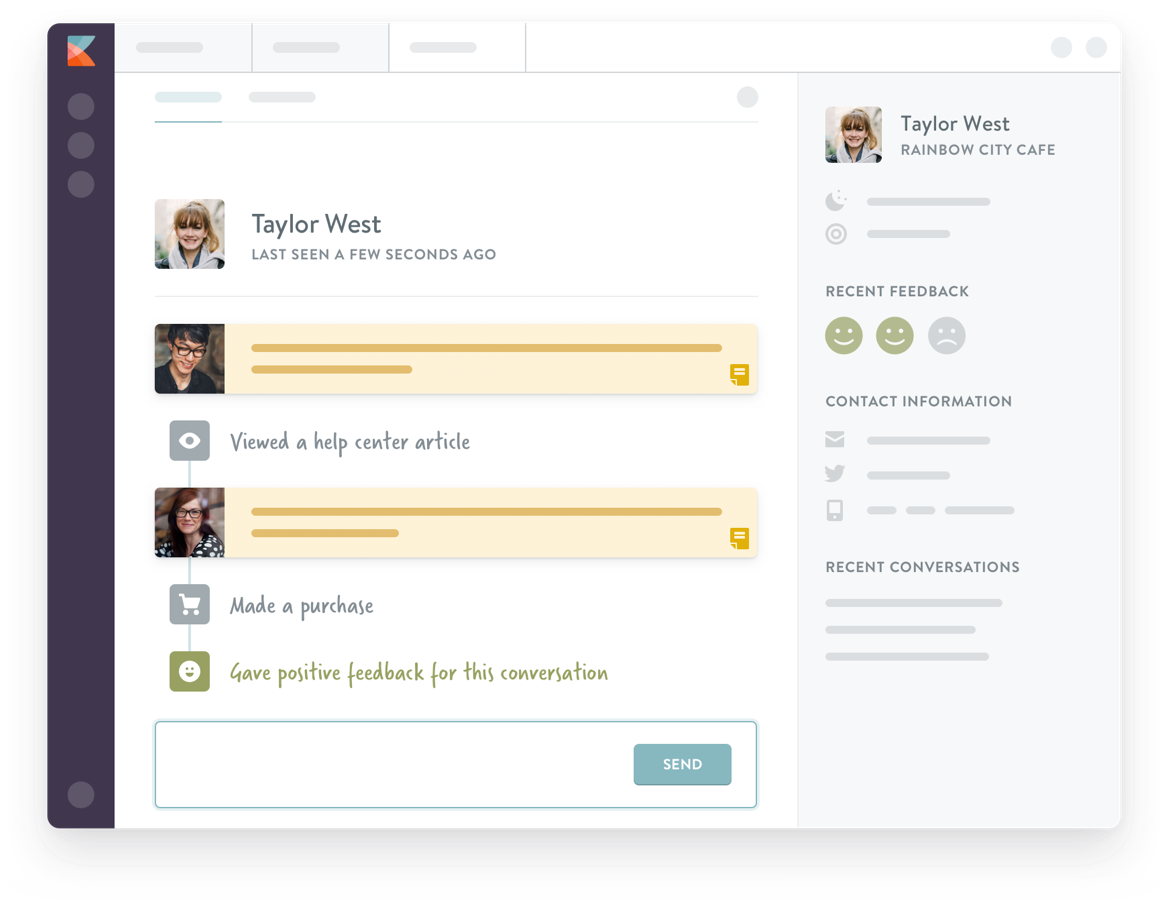 Taylor West
LAST SEEN A FEW SECONDS AGO
Viewed a help center article
Made a purchase
Gave positive feedback for this conversation
SEND
Taylor West
RAINBOW CITY CAFE
RECENT FEEDBACK
CONTACT INFORMATION
RECENT CONVERSATIONS